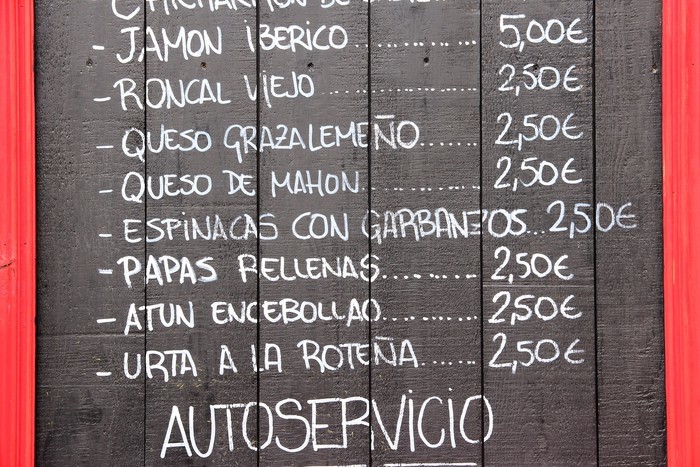 - JAMON IBERICO............ 5,00€
- RONCAL VIEJO ............... 2,50€
- QUESO GRAZALEMEÑO...... 2,50€
- QUESO DE MAHON............ 2,50€
- ESPINACAS CON GARBANZOS... 2,50€
- PAPAS RELLENAS.......... 2,50€
- ATUN ENCEBOLLAO.......... 2,50€
- URTA A LA ROTEÑA....... 2,50€
AUTOSERVICIO